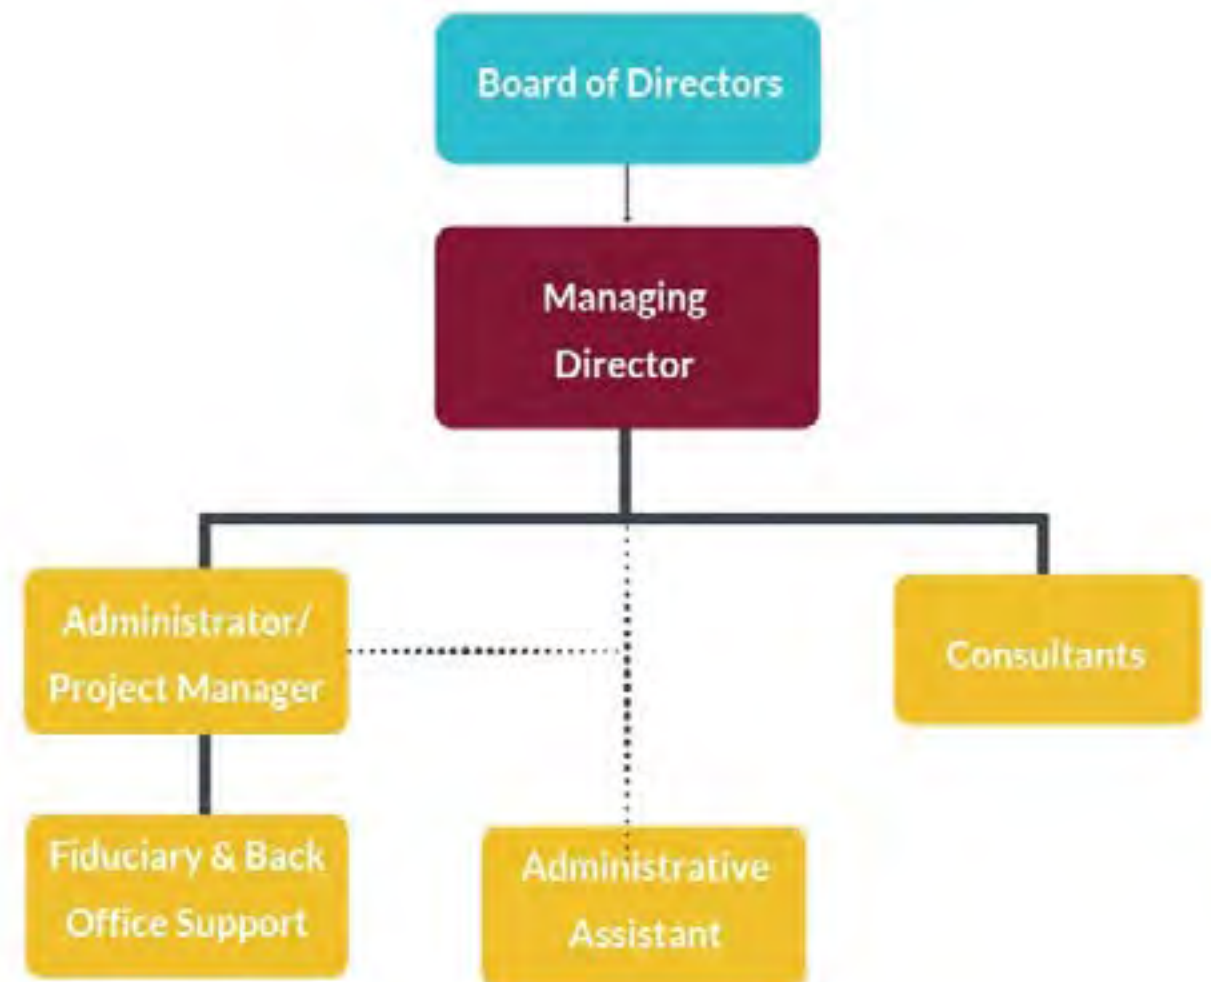 Board of Directors
Managing
Director
Administrator/
Project Manager
Consultants
Fiduciary & Back
Office Support
Administrative
Assistant